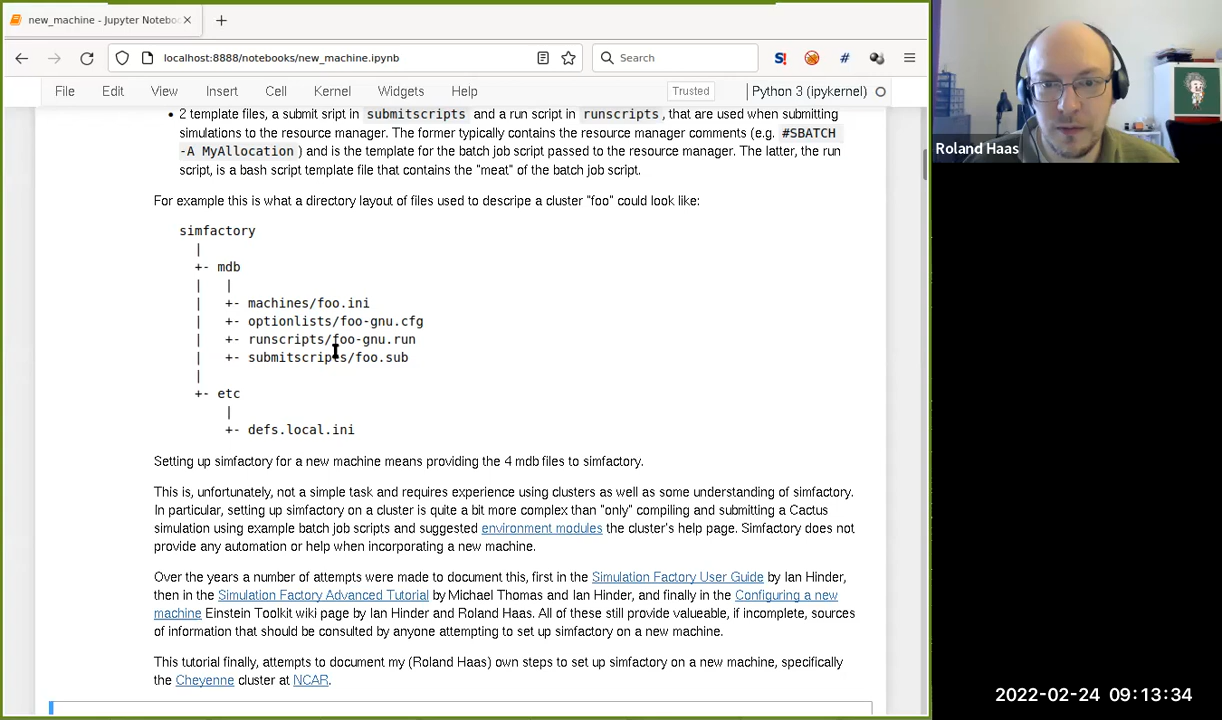 new_machine - Jupyter Notebo
localhost:8888/notebooks/new_machine.ipynb
Search
S!
#
File Edit View Insert Cell Kernel Help Trusted Python 3 (ipykernel)
• 2 template files, a submit sript in submitscripts and a run script in runscripts, that are used when submitting
simulations to the resource manager. The former typically contains the resource manager comments (e.g. #SBATCH
-A MyAllocation) and is the template for the batch job script passed to the resource manager. The latter, the run
script, is a bash script template file that contains the "meat" of the batch job script.
For example this is what a directory layout of files used to descripe a cluster "foo" could look like:
simfactory
|
+- mdb
| |
| +- machines/foo.ini
| +- optionlists/foo-gnu.cfg
| +- runscripts/foo-gnu.run
| +- submitscripts/foo.sub
|
+- etc
|
+- defs.local.ini
Setting up simfactory for a new machine means providing the 4 mdb files to simfactory.
This is, unfortunately, not a simple task and requires experience using clusters as well as some understanding of simfactory.
In particular, setting up simfactory on a cluster is quite a bit more complex than "only" compiling and submitting a Cactus
simulation using example batch job scripts and suggested environment modules the cluster's help page. Simfactory does not
provide any automation or help when incorporating a new machine.
Over the years a number of attempts were made to document this, first in the Simulation Factory User Guide by Ian Hinder,
then in the Simulation Factory Advanced Tutorial by Michael Thomas and Ian Hinder, and finally in the Configuring a new
machine Einstein Toolkit wiki page by Ian Hinder and Roland Haas. All of these still provide valueable, if incomplete, sources
of information that should be consulted by anyone attempting to set up simfactory on a new machine.
This tutorial finally, attempts to document my (Roland Haas) own steps to set up simfactory on a new machine, specifically
the Cheyenne cluster at NCAR.
Roland Haas
2022-02-24 09:13:34